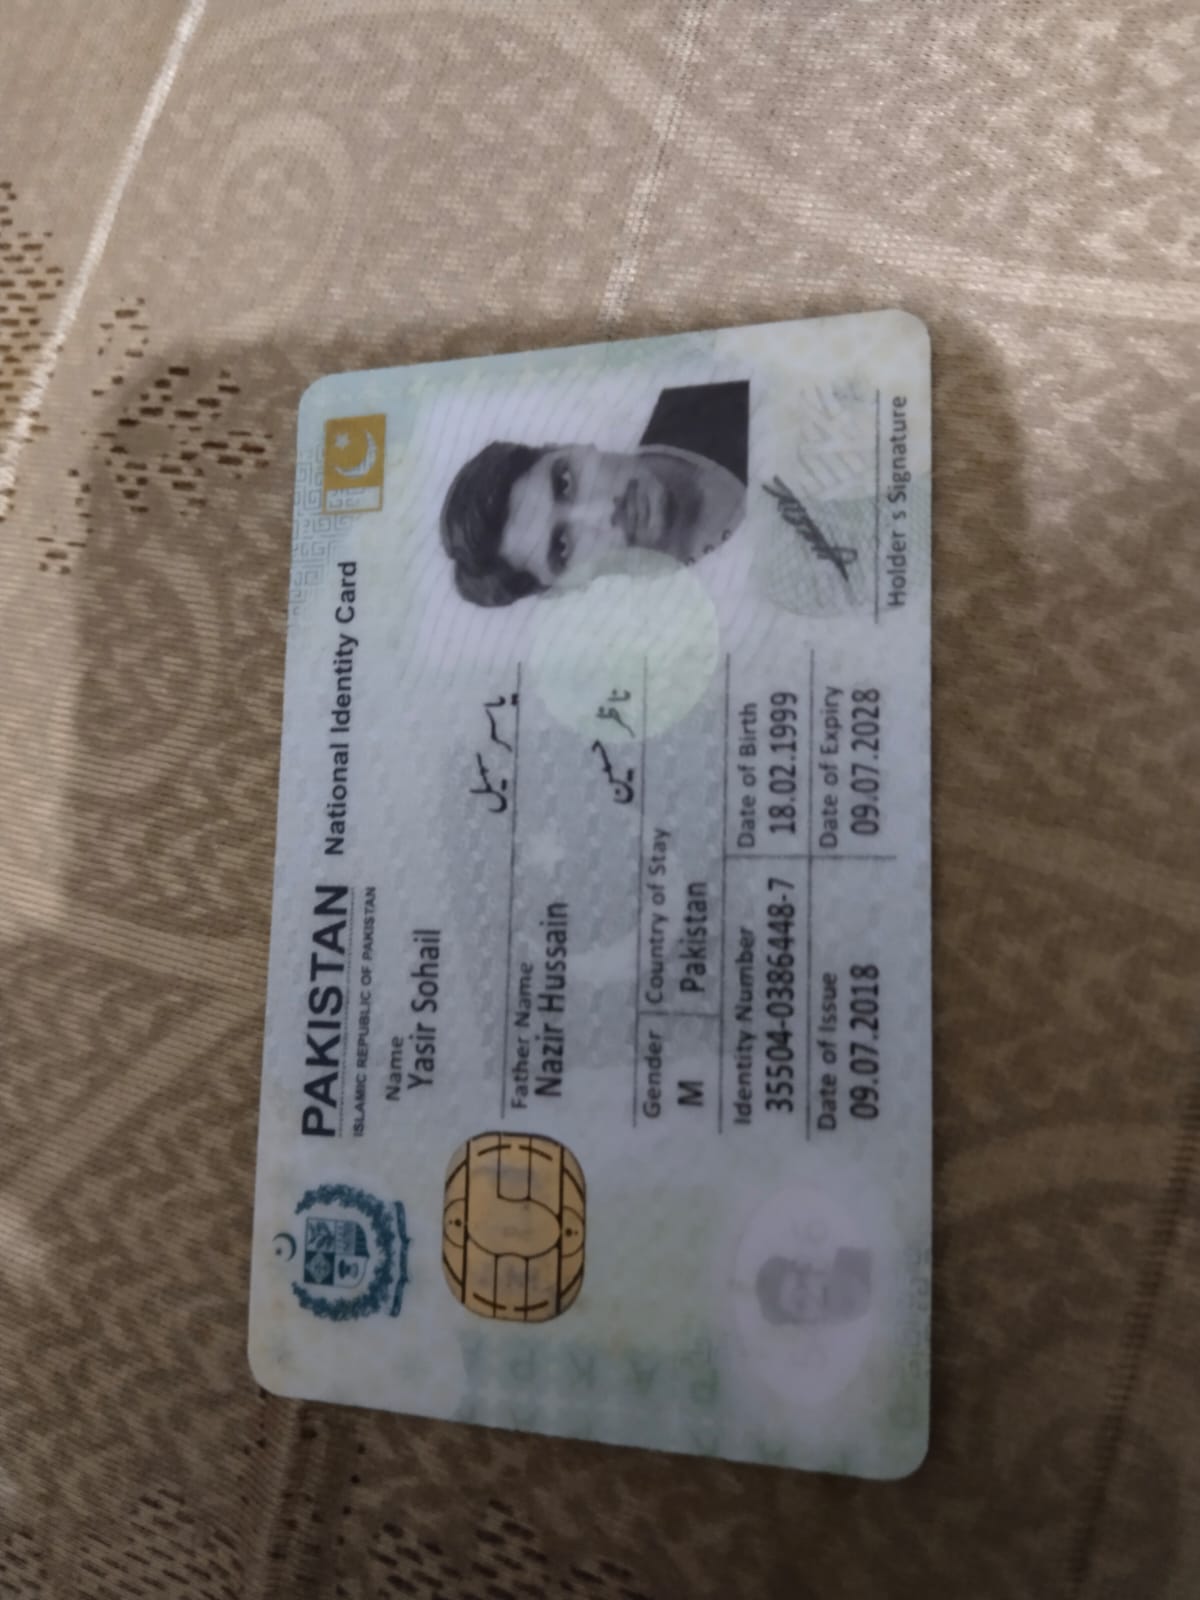 PAKISTAN National Identity Card
ISLAMIC REPUBLIC OF PAKISTAN
Name
Yasir Sohail
یاسر سہیل
Father Name
Nazir Hussain
ناظر حسین
Gender Country of Stay
M Pakistan
Identity Number Date of Birth
35504-0386448-7 18.02.1999
Date of Issue Date of Expiry
09.07.2018 09.07.2028
Holder s Signature